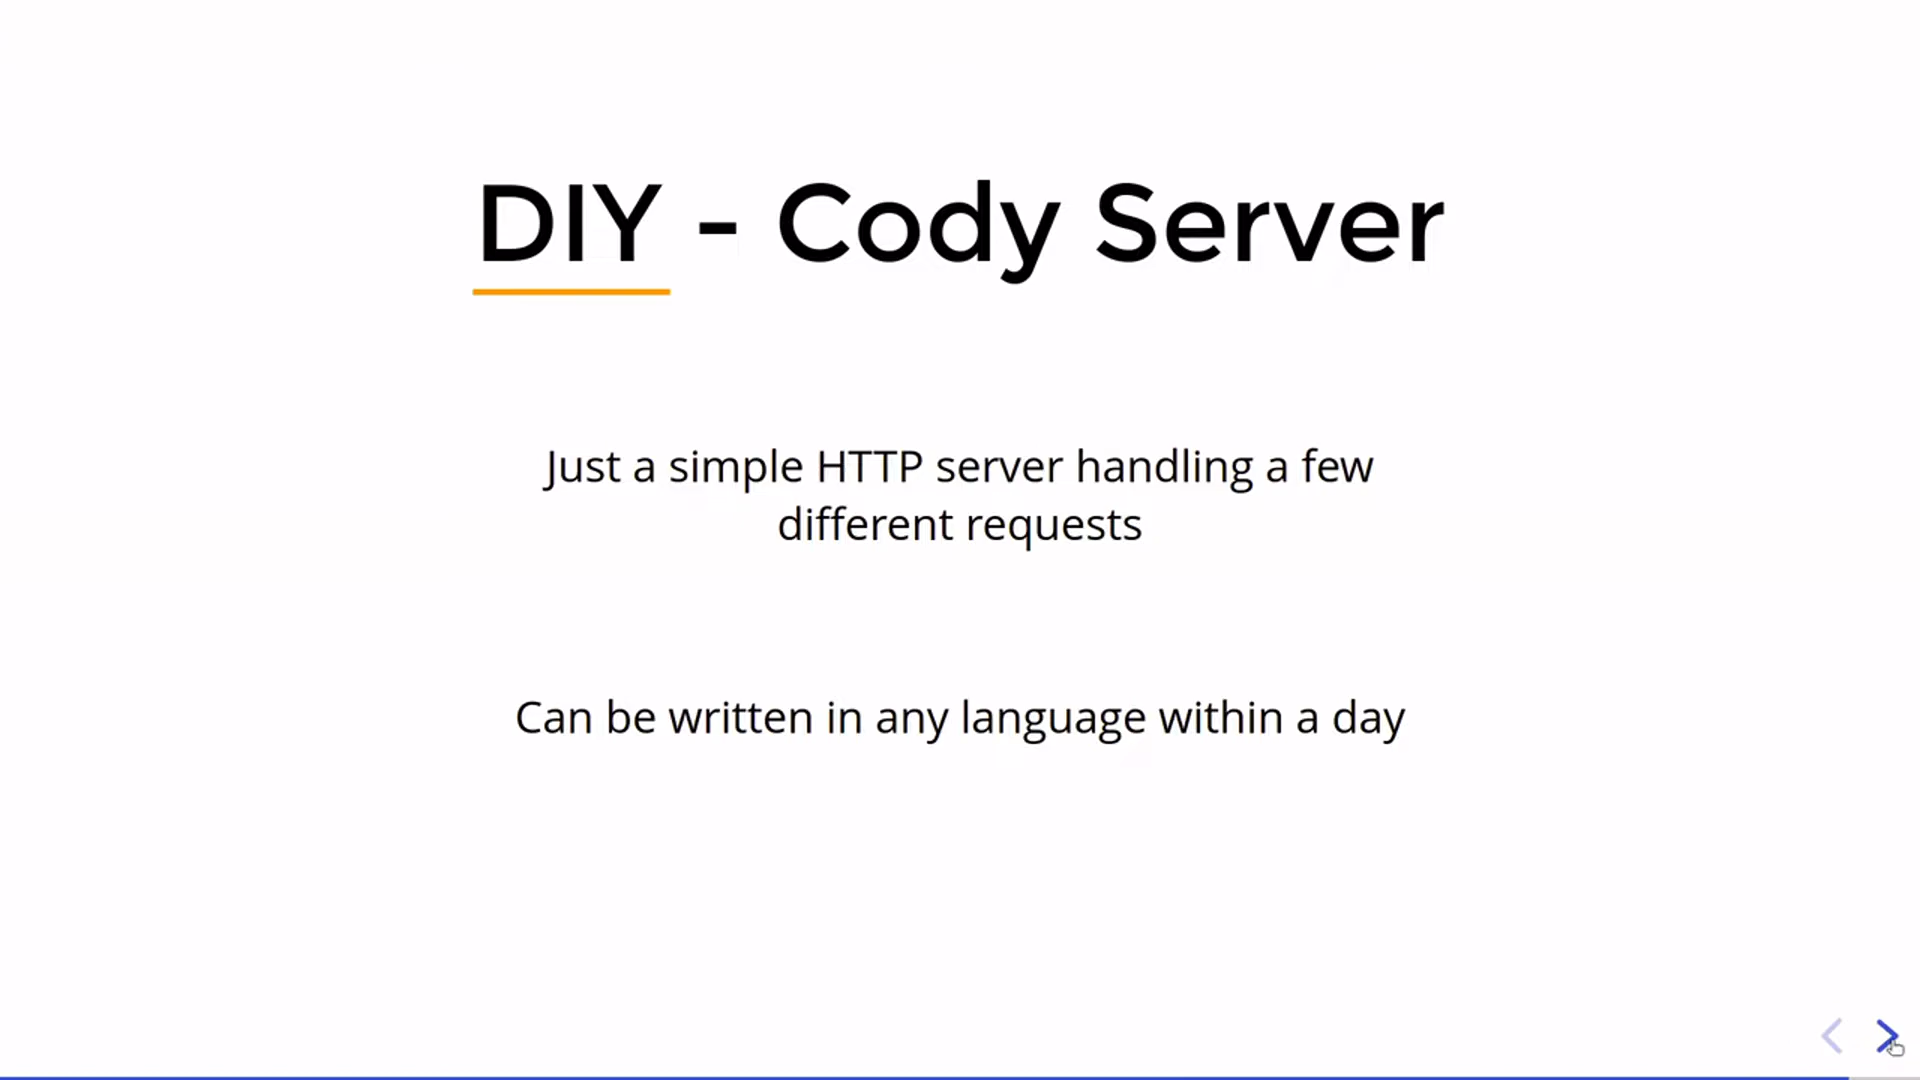 DIY - Cody Server
Just a simple HTTP server handling a few
different requests
Can be written in any language within a day